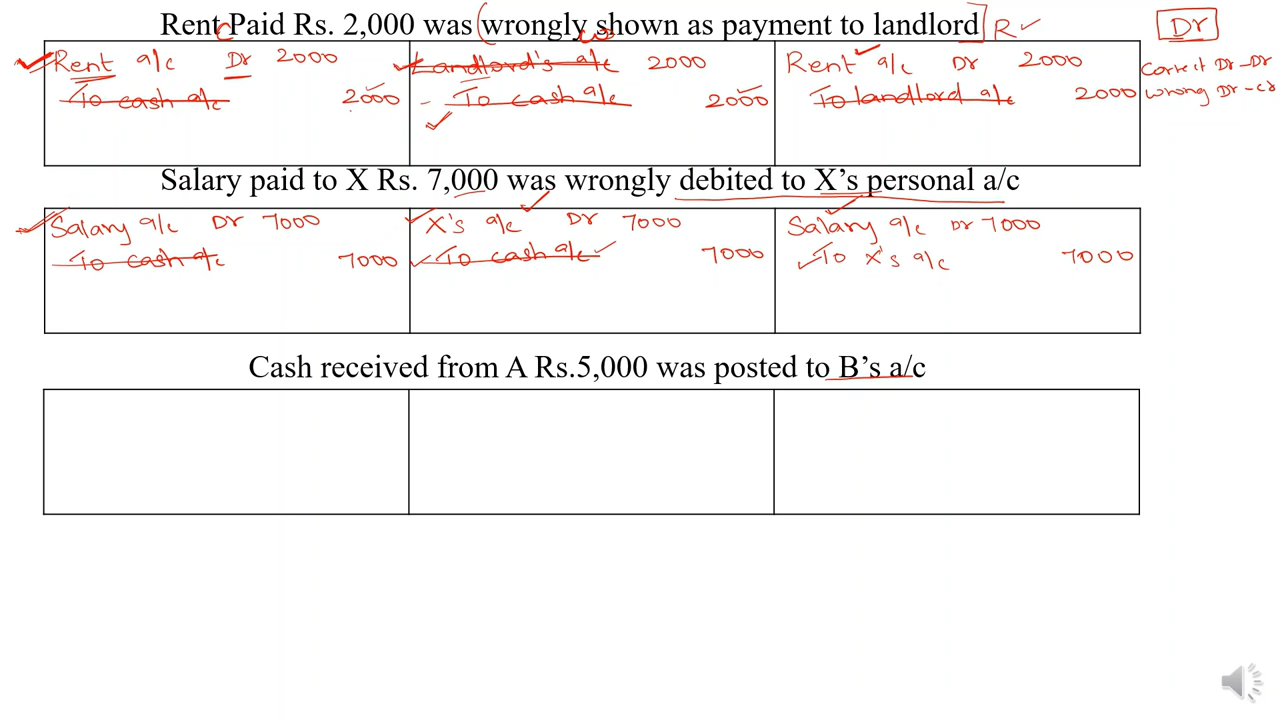 Rent Paid Rs. 2,000 was wrongly shown as payment to landlord R
Dr
Rent a/c Dr 2000
To cash a/c 2000
Landlord's a/c 2000
To cash a/c 2000
Rent a/c Dr 2000
To landlord a/c 2000
Correct Dr - Dr
wrong Dr - Cr
Salary paid to X Rs. 7,000 was wrongly debited to X’s personal a/c
Salary a/c Dr 7000
To cash a/c 7000
X's a/c Dr 7000
To cash a/c 7000
Salary a/c Dr 7000
To X's a/c 7000
Cash received from A Rs.5,000 was posted to B’s a/c